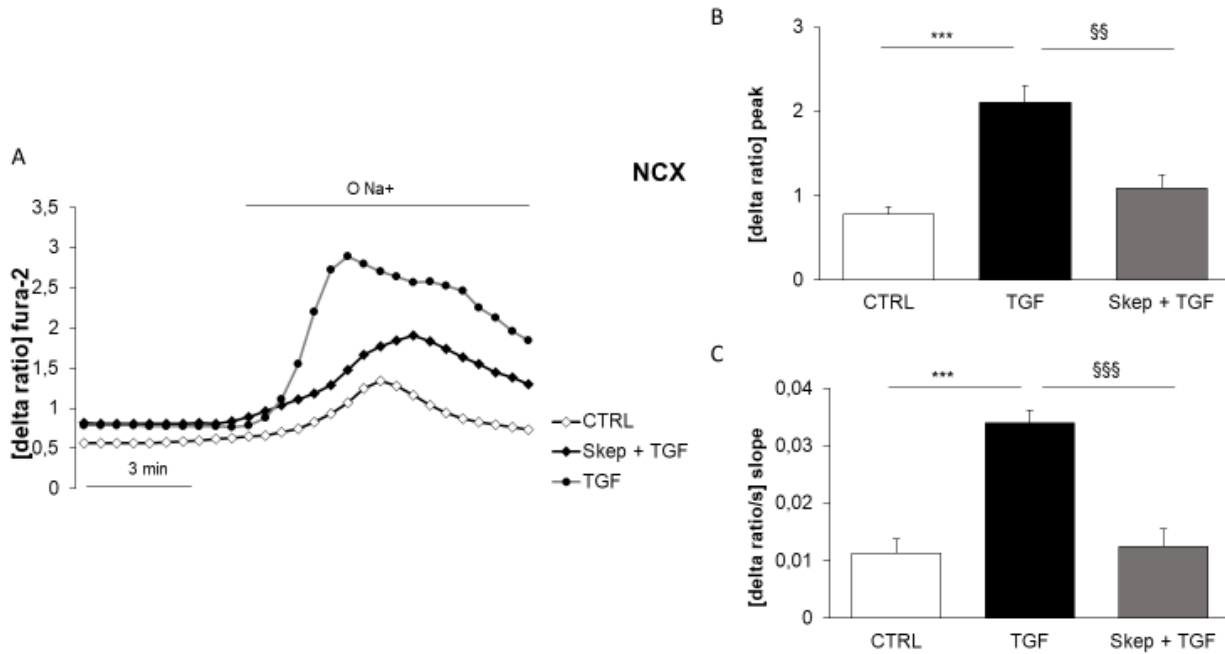 A
NCX
O Na+
[delta ratio] fura-2
3,5
3
2,5
2
1,5
1
0,5
0
3 min
CTRL
Skep + TGF
TGF
B
[delta ratio] peak
3
2
1
0
***
§§
CTRL
TGF
Skep + TGF
C
[delta ratio/s] slope
0,04
0,03
0,02
0,01
0
***
§§§
CTRL
TGF
Skep + TGF